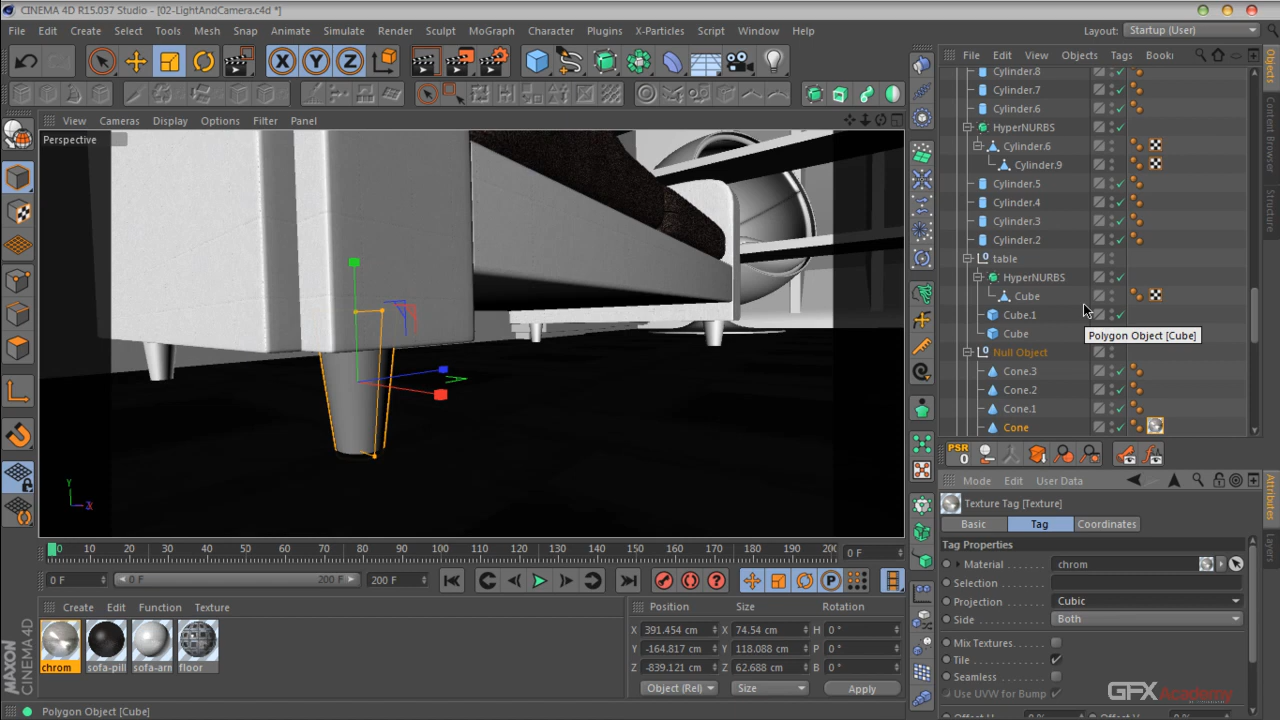 CINEMA 4D R15.037 Studio - [02-LightAndCamera.c4d *]
File Edit Create Select Tools Mesh Snap Animate Simulate Render Sculpt MoGraph Character Plugins X-Particles Script Window Help Layout: Startup (User)
X Y Z
File Edit View Objects Tags Booki
Objects
Content Browser
Structure
View Cameras Display Options Filter Panel
Perspective
Y
X
Cylinder.8
Cylinder.7
Cylinder.6
HyperNURBS
Cylinder.6
Cylinder.9
Cylinder.5
Cylinder.4
Cylinder.3
Cylinder.2
table
HyperNURBS
Cube
Cube.1
Cube
Polygon Object [Cube]
Null Object
Cone.3
Cone.2
Cone.1
Cone
PSR
0
Mode Edit User Data
Attributes
Layers
Texture Tag [Texture]
Basic Tag Coordinates
Tag Properties
Material chrom
Selection
Projection Cubic
Side Both
Mix Textures
Tile
Seamless
Use UVW for Bump
GFX Academy
0 10 20 30 40 50 60 70 80 90 100 110 120 130 140 150 160 170 180 190 200 0 F
0 F 0 F 200 F 200 F
P
Create Edit Function Texture
chrom sofa-pill sofa-arm floor
Position Size Rotation
X 391.454 cm X 74.54 cm H 0 °
Y -164.817 cm Y 118.088 cm P 0 °
Z -839.121 cm Z 62.688 cm B 0 °
Object (Rel) Size Apply
MAXON CINEMA 4D
Polygon Object [Cube]